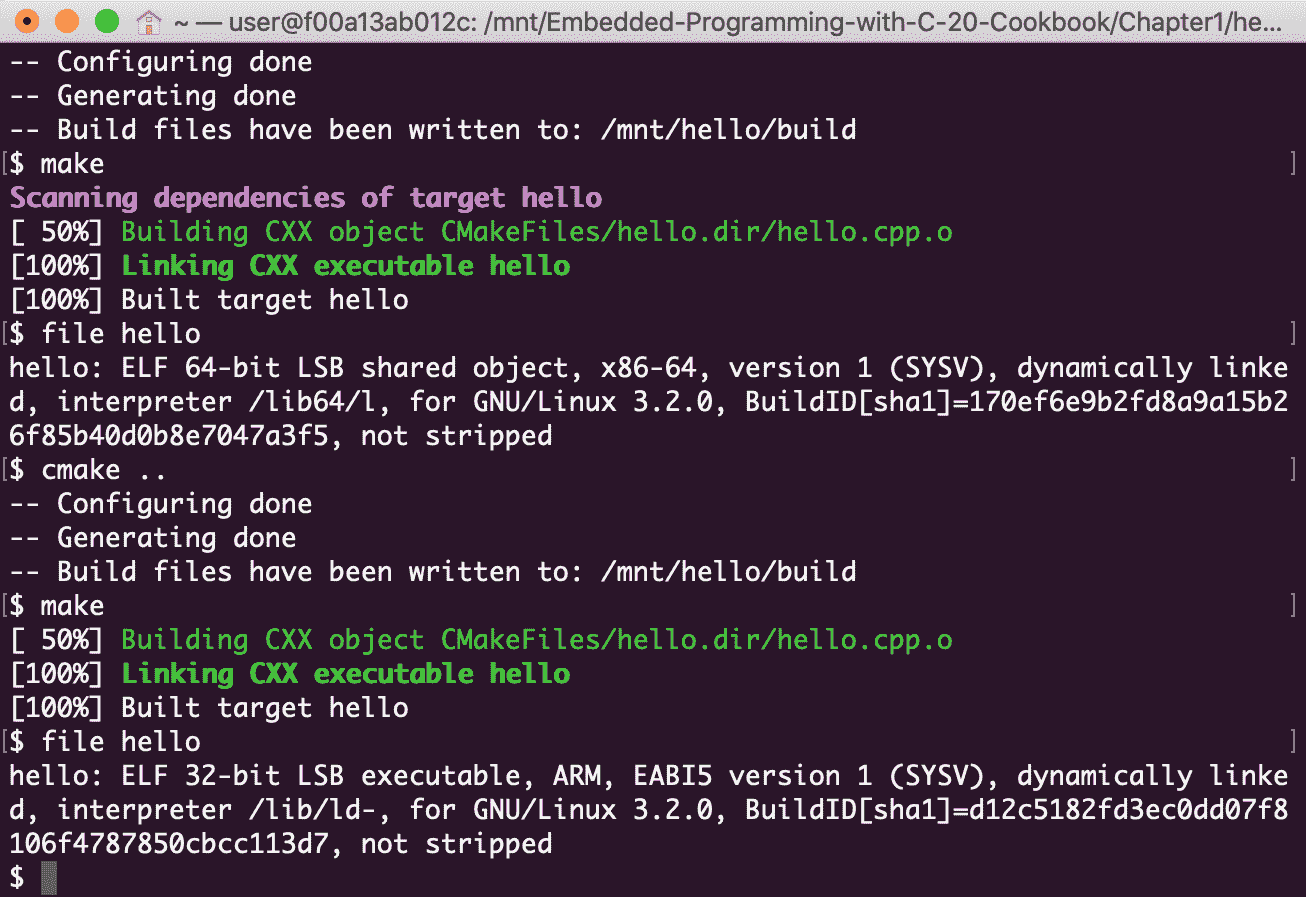 ~ — user@f00a13ab012c: /mnt/Embedded-Programming-with-C-20-Cookbook/Chapter1/he...
-- Configuring done
-- Generating done
-- Build files have been written to: /mnt/hello/build
[$ make ]
Scanning dependencies of target hello
[ 50%] Building CXX object CMakeFiles/hello.dir/hello.cpp.o
[100%] Linking CXX executable hello
[100%] Built target hello
[$ file hello ]
hello: ELF 64-bit LSB shared object, x86-64, version 1 (SYSV), dynamically linke
d, interpreter /lib64/l, for GNU/Linux 3.2.0, BuildID[sha1]=170ef6e9b2fd8a9a15b2
6f85b40d0b8e7047a3f5, not stripped
[$ cmake .. ]
-- Configuring done
-- Generating done
-- Build files have been written to: /mnt/hello/build
[$ make ]
[ 50%] Building CXX object CMakeFiles/hello.dir/hello.cpp.o
[100%] Linking CXX executable hello
[100%] Built target hello
[$ file hello ]
hello: ELF 32-bit LSB executable, ARM, EABI5 version 1 (SYSV), dynamically linke
d, interpreter /lib/ld-, for GNU/Linux 3.2.0, BuildID[sha1]=d12c5182fd3ec0dd07f8
106f4787850cbcc113d7, not stripped
$